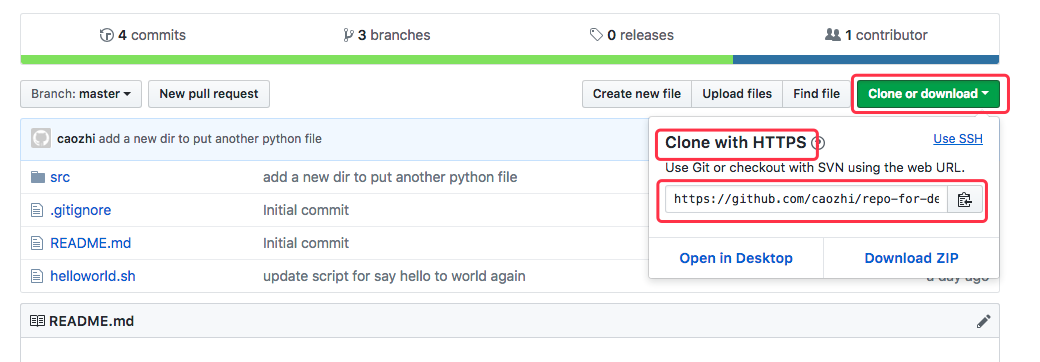 4 commits 3 branches 0 releases 1 contributor
Branch: master New pull request Create new file Upload files Find file Clone or download
caozhi add a new dir to put another python file
Clone with HTTPS ? Use SSH
Use Git or checkout with SVN using the web URL.
src add a new dir to put another python file
https://github.com/caozhi/repo-for-de
.gitignore Initial commit
README.md Initial commit
Open in Desktop Download ZIP
helloworld.sh update script for say hello to world again a day ago
README.md